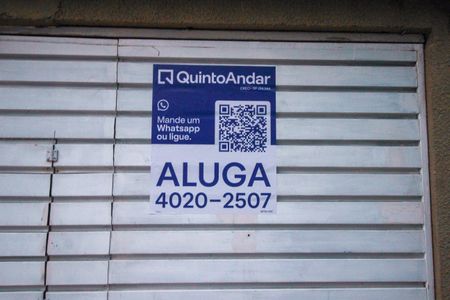 QuintoAndar
Mande um
Whatsapp
ou ligue.
ALUGA
4020-2507